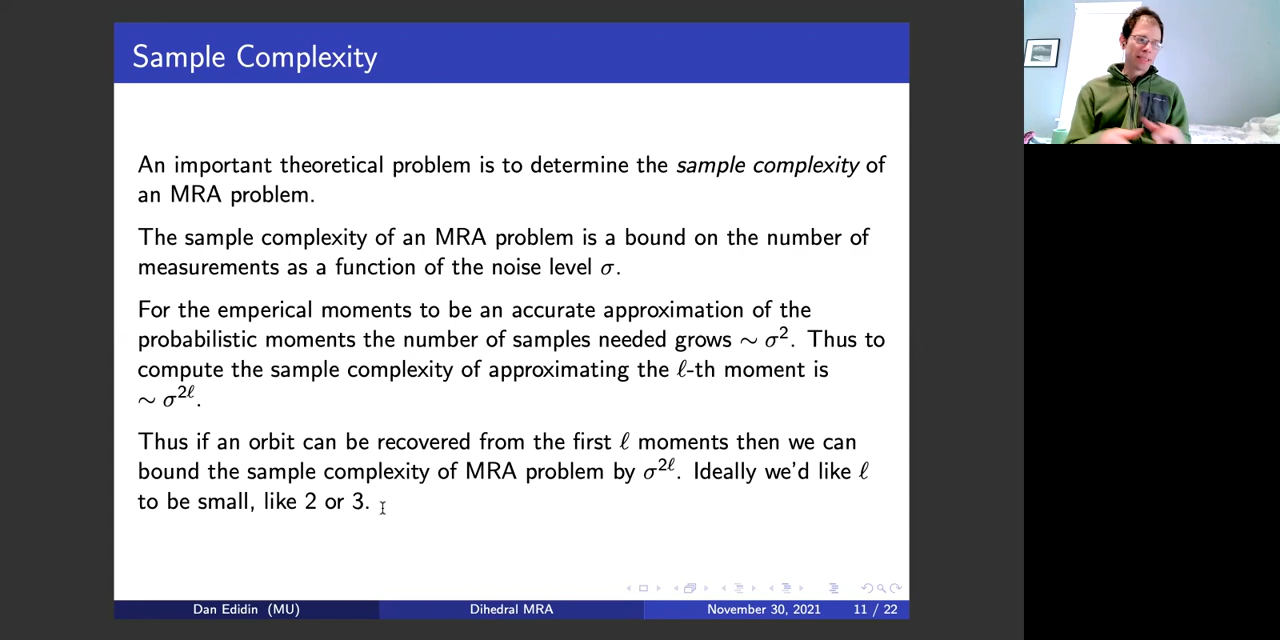 Sample Complexity
An important theoretical problem is to determine the sample complexity of
an MRA problem.
The sample complexity of an MRA problem is a bound on the number of
measurements as a function of the noise level σ.
For the emperical moments to be an accurate approximation of the
probabilistic moments the number of samples needed grows ∼ σ². Thus to
compute the sample complexity of approximating the ℓ-th moment is
∼ σ²ℓ.
Thus if an orbit can be recovered from the first ℓ moments then we can
bound the sample complexity of MRA problem by σ²ℓ. Ideally we'd like ℓ
to be small, like 2 or 3.
Dan Edidin (MU) Dihedral MRA November 30, 2021 11 / 22